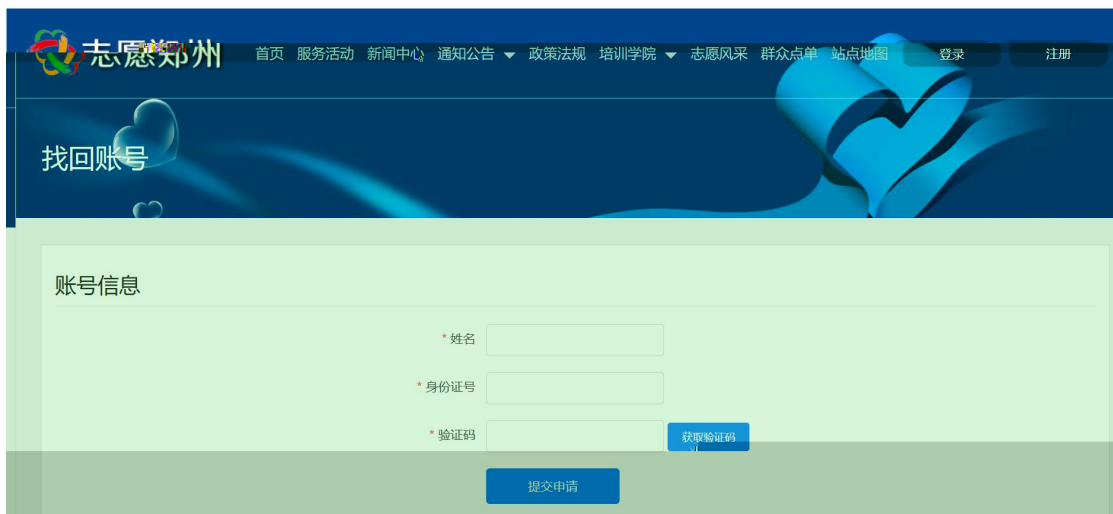 志愿郑州
首页 服务活动 新闻中心 通知公告 政策法规 培训学院 志愿风采 群众点单 站点地图 登录 注册
找回账号
账号信息
* 姓名
* 身份证号
* 验证码 获取验证码
提交申请